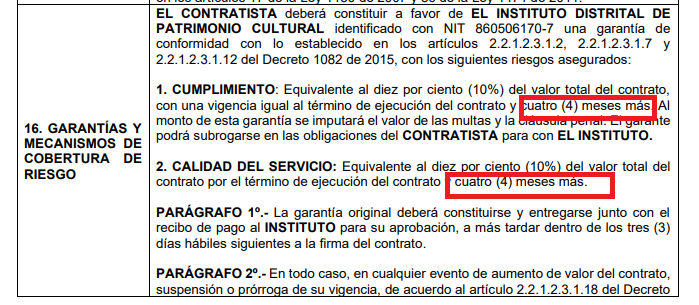 EL CONTRATISTA deberá constituir a favor de EL INSTITUTO DISTRITAL DE
PATRIMONIO CULTURAL identificado con NIT 860506170-7 una garantía de
conformidad con lo establecido en los artículos 2.2.1.2.3.1.2, 2.2.1.2.3.1.7 y
2.2.1.2.3.1.12 del Decreto 1082 de 2015, con los siguientes riesgos asegurados:
1. CUMPLIMIENTO: Equivalente al diez por ciento (10%) del valor total del contrato,
con una vigencia igual al término de ejecución del contrato y cuatro (4) meses más. Al
monto de esta garantía se imputará el valor de las multas y la cláusula penal. El garante
podrá subrogarse en las obligaciones del CONTRATISTA para con EL INSTITUTO.
16. GARANTÍAS Y
MECANISMOS DE
COBERTURA DE
RIESGO
2. CALIDAD DEL SERVICIO: Equivalente al diez por ciento (10%) del valor total del
contrato por el término de ejecución del contrato cuatro (4) meses más.
PARÁGRAFO 1º.- La garantía original deberá constituirse y entregarse junto con el
recibo de pago al INSTITUTO para su aprobación, a más tardar dentro de los tres (3)
días hábiles siguientes a la firma del contrato.
PARÁGRAFO 2º.- En todo caso, en cualquier evento de aumento de valor del contrato,
suspensión o prórroga de su vigencia, de acuerdo al artículo 2.2.1.2.3.1.18 del Decreto